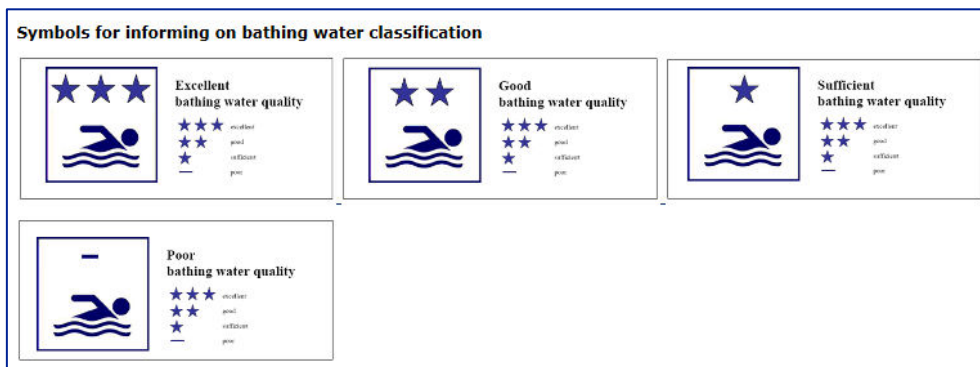 Symbols for informing on bathing water classification
Excellent
bathing water quality
excellent
good
sufficient
poor
Good
bathing water quality
excellent
good
sufficient
poor
Sufficient
bathing water quality
excellent
good
sufficient
poor
Poor
bathing water quality
excellent
good
sufficient
poor